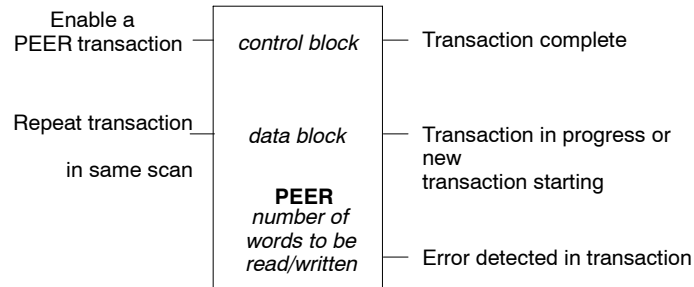 Enable a
PEER transaction
control block
Transaction complete
Repeat transaction
in same scan
data block
Transaction in progress or
new
transaction starting
PEER
number of
words to be
read/written
Error detected in transaction